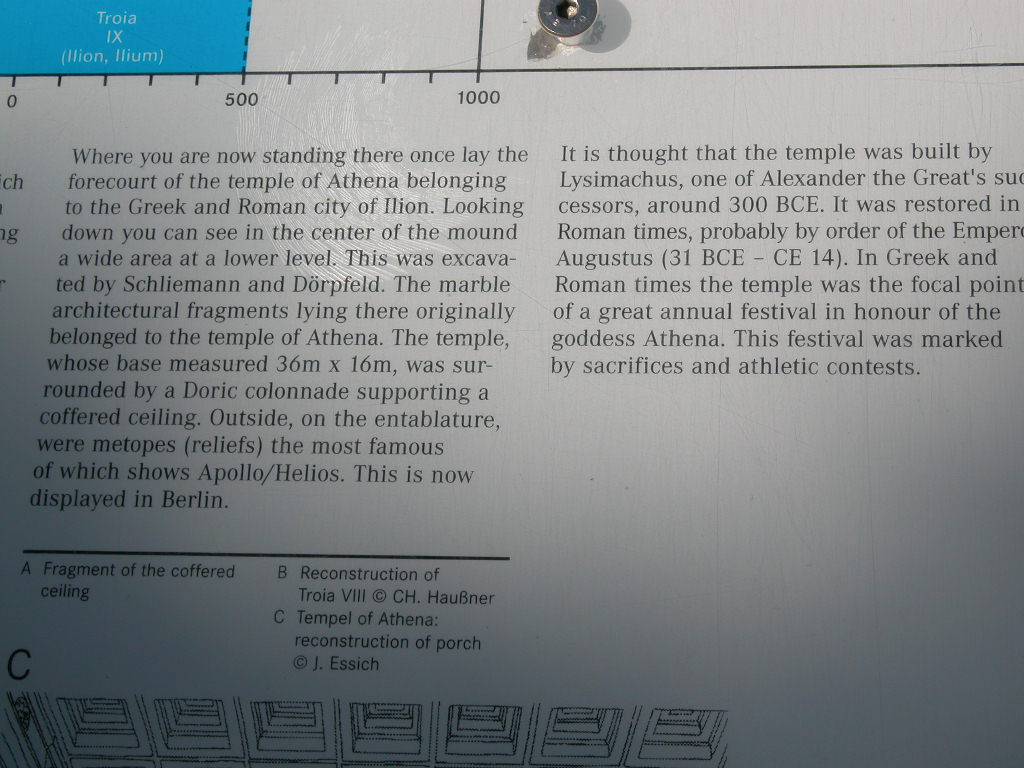 Troia
IX
(Ilion, Ilium)
0 500 1000
Where you are now standing there once lay the
forecourt of the temple of Athena belonging
to the Greek and Roman city of Ilion. Looking
down you can see in the center of the mound
a wide area at a lower level. This was excava-
ted by Schliemann and Dörpfeld. The marble
architectural fragments lying there originally
belonged to the temple of Athena. The temple,
whose base measured 36m x 16m, was sur-
rounded by a Doric colonnade supporting a
coffered ceiling. Outside, on the entablature,
were metopes (reliefs) the most famous
of which shows Apollo/Helios. This is now
displayed in Berlin.
It is thought that the temple was built by
Lysimachus, one of Alexander the Great's suc
cessors, around 300 BCE. It was restored in
Roman times, probably by order of the Empero
Augustus (31 BCE – CE 14). In Greek and
Roman times the temple was the focal point
of a great annual festival in honour of the
goddess Athena. This festival was marked
by sacrifices and athletic contests.
A Fragment of the coffered
ceiling
B Reconstruction of
Troia VIII © CH. Haußner
C Tempel of Athena:
reconstruction of porch
© J. Essich
C